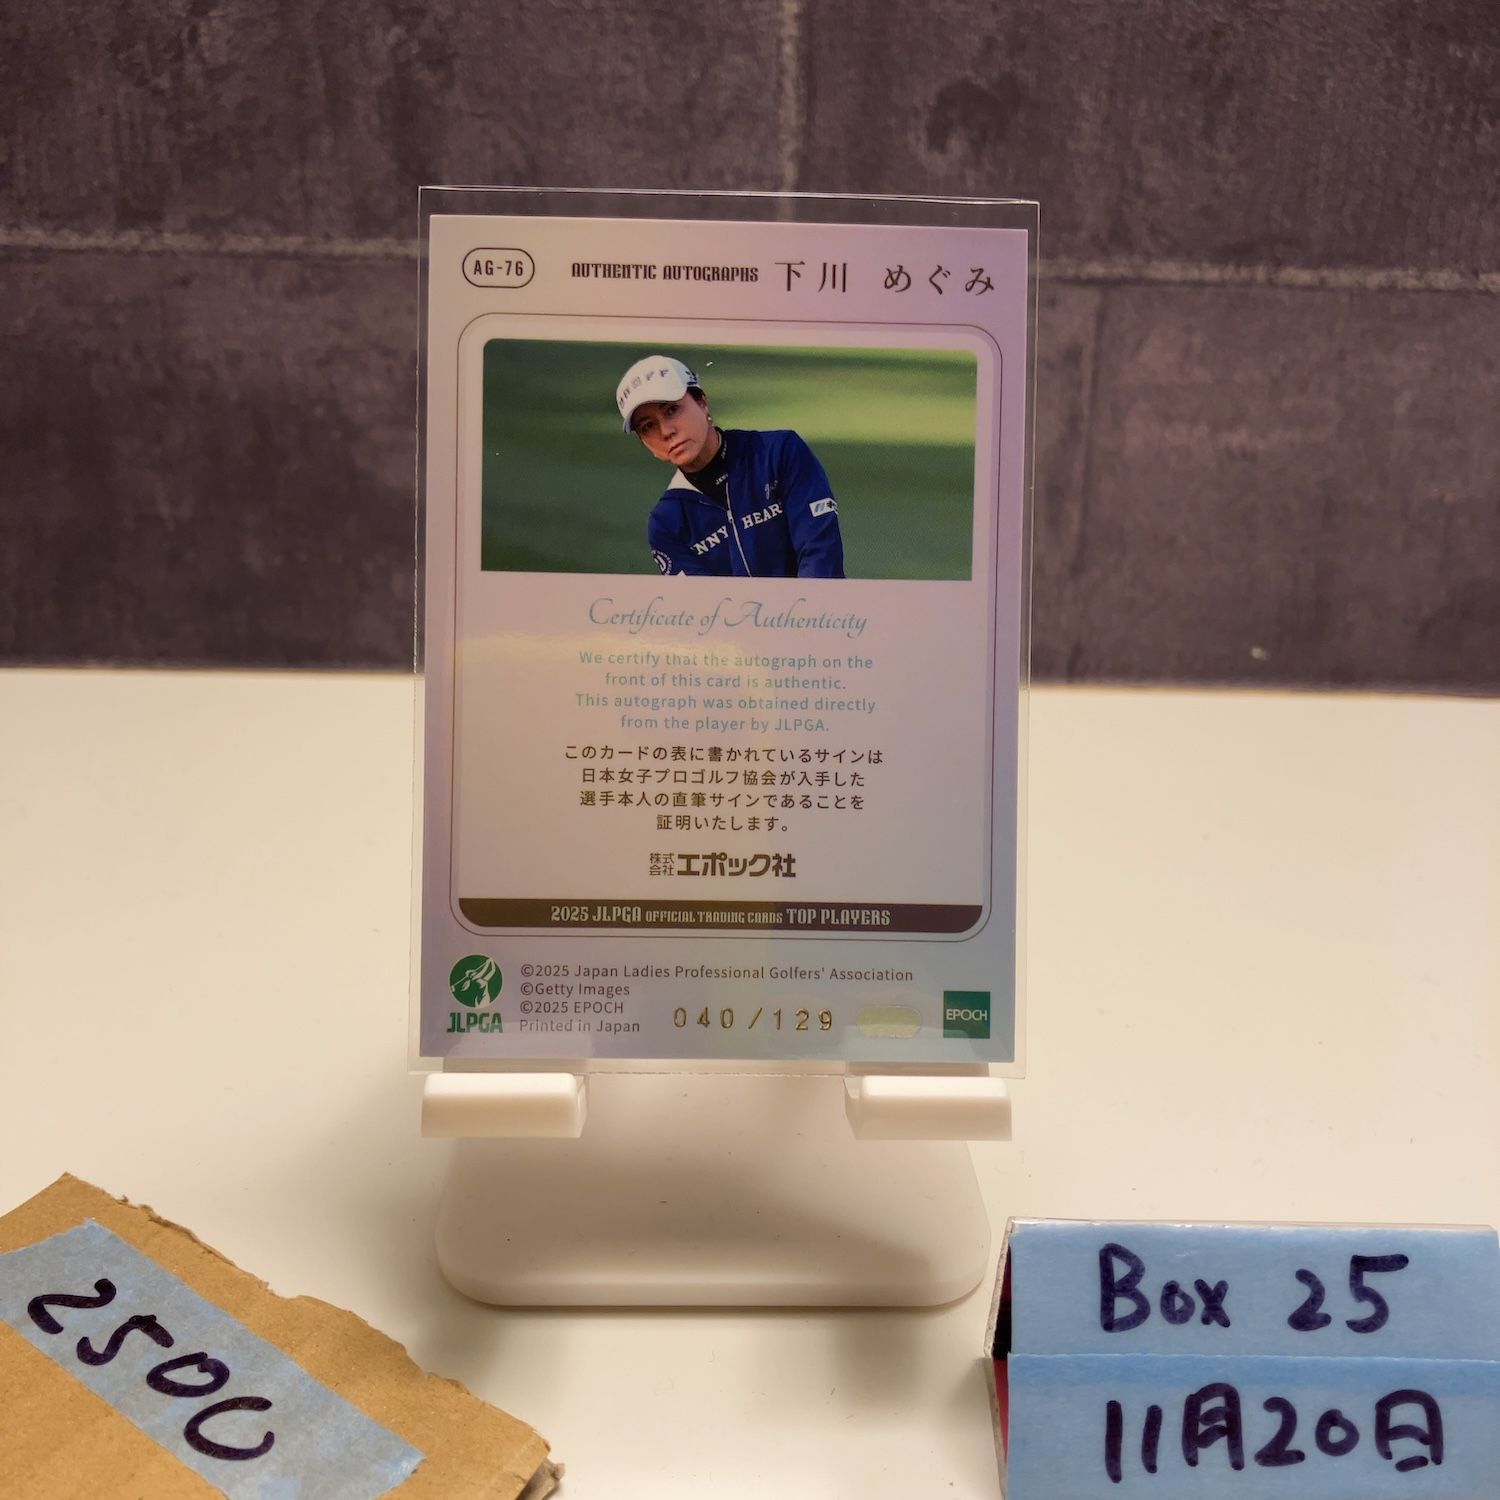 AG-76 AUTHENTIC AUTOGRAPHS 下川 めぐみ
NNY HEAR
Certificate of Authenticity
We certify that the autograph on the
front of this card is authentic.
This autograph was obtained directly
from the player by JLPGA.
このカードの表に書かれているサインは
日本女子プロゴルフ協会が入手した
選手本人の直筆サインであることを
証明いたします。
株式会社エポック社
2025 JLPGA OFFICIAL TRADING CARDS TOP PLAYERS
©2025 Japan Ladies Professional Golfers' Association
©Getty Images
©2025 EPOCH
Printed in Japan
JLPGA
040/129
EPOCH
250C
Box 25
11月20日